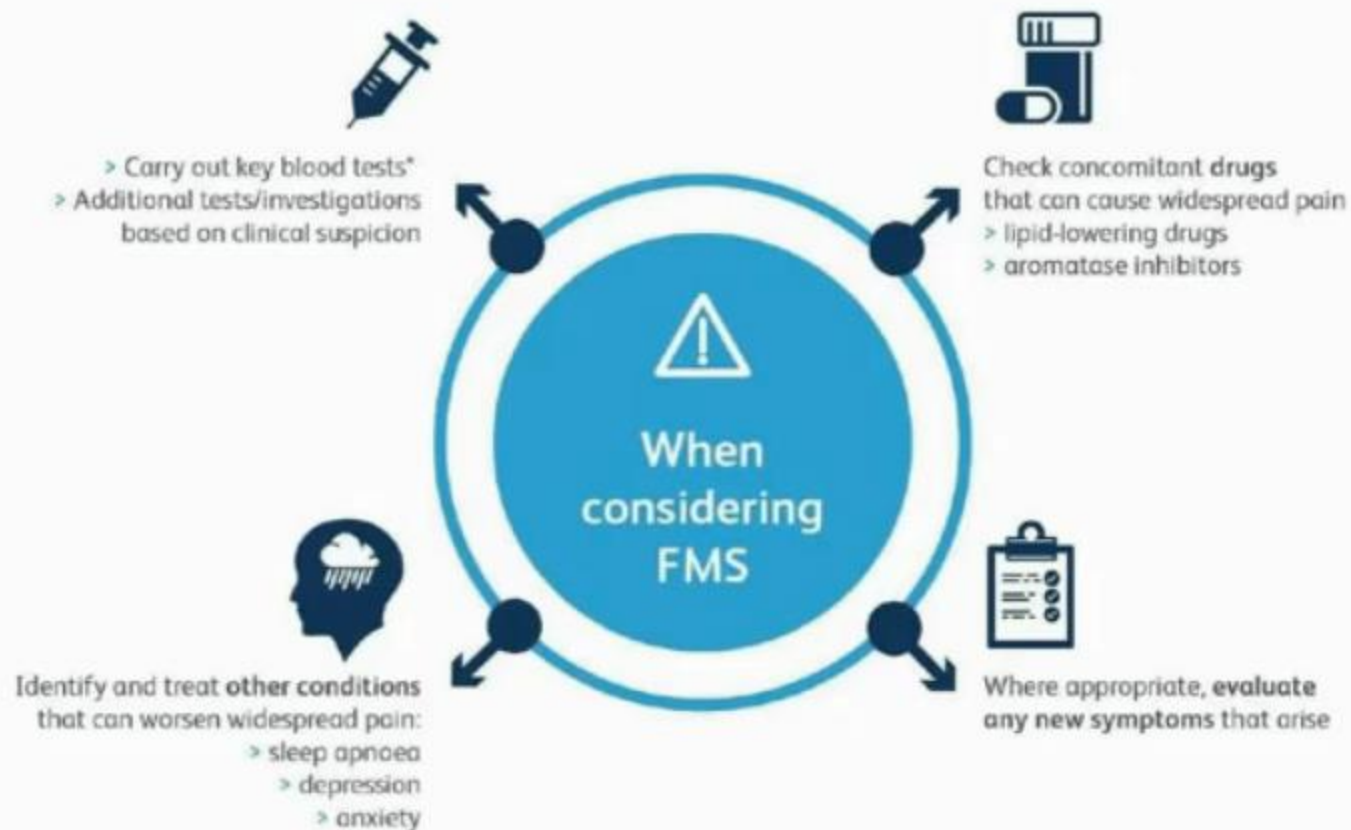 > Carry out key blood tests*
> Additional tests/investigations
based on clinical suspicion
Check concomitant drugs
that can cause widespread pain
> lipid-lowering drugs
> aromatase inhibitors
When
considering
FMS
Identify and treat other conditions
that can worsen widespread pain:
> sleep apnoea
> depression
> anxiety
Where appropriate, evaluate
any new symptoms that arise